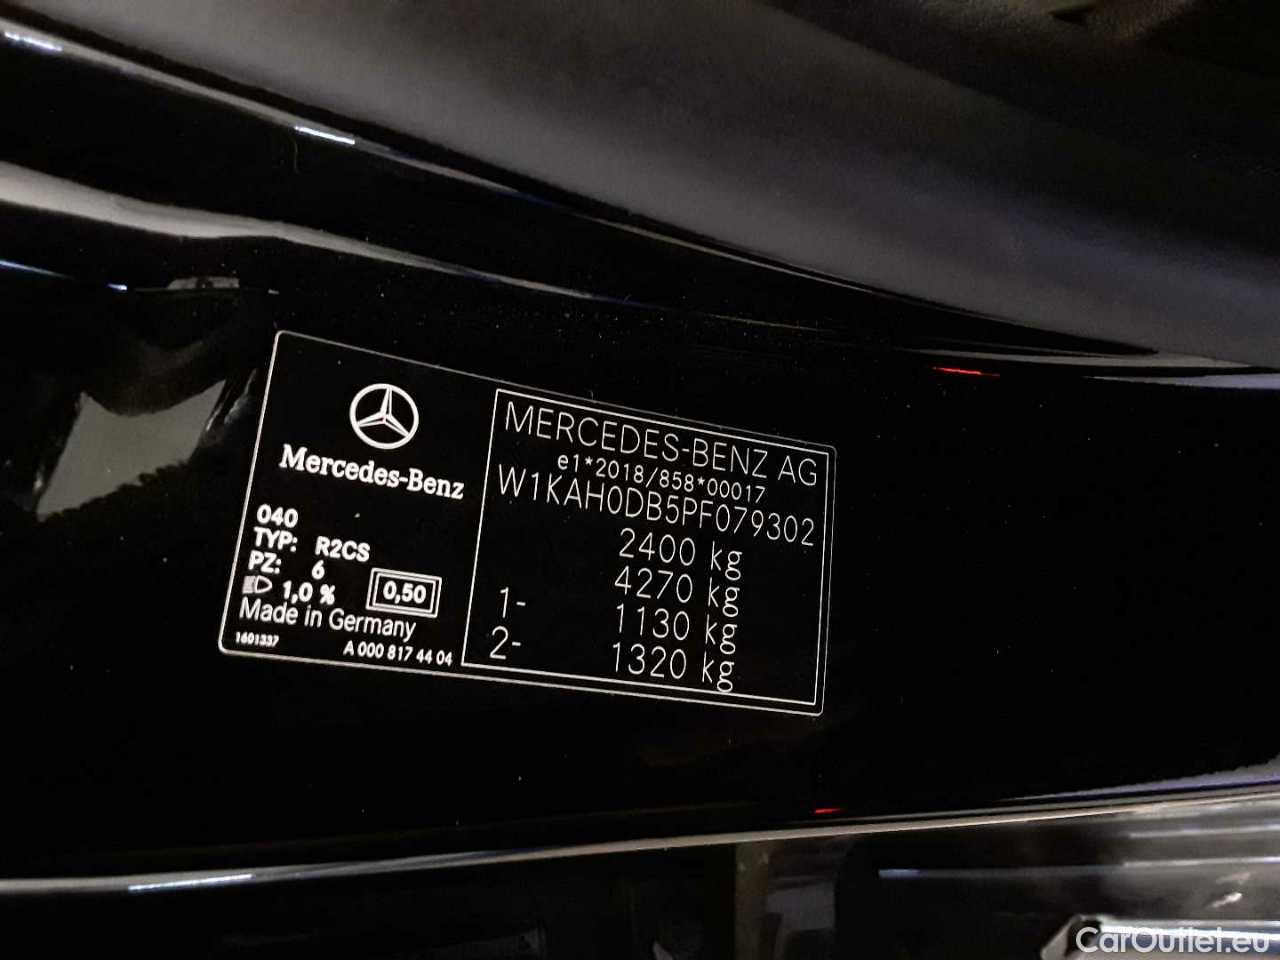 Mercedes-Benz
040
TYP: R2CS
PZ: 6
1,0 % 0,50
Made in Germany
1601337 A 000 817 44 04
MERCEDES-BENZ AG
e1*2018/858*00017
W1KAH0DB5PF079302
2400 kg
4270 kg
1- 1130 kg
2- 1320 kg
CarOutlet.eu